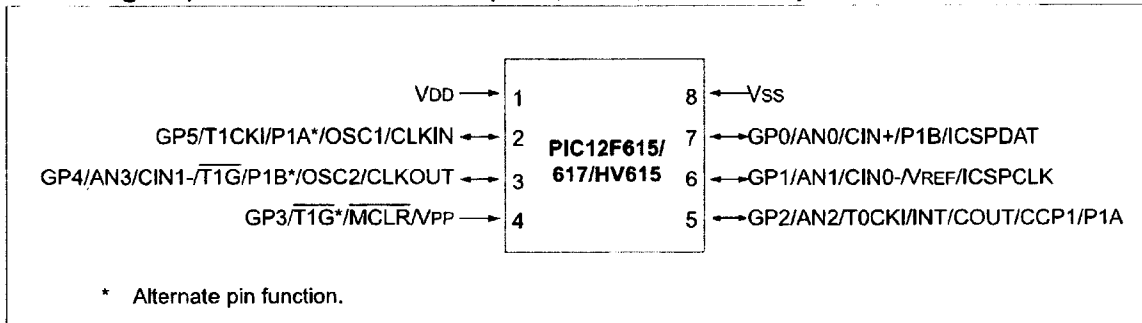 VDD 1 8 VSS
GP5/T1CKI/P1A*/OSC1/CLKIN 2 7 GP0/AN0/CIN+/P1B/ICSPDAT
PIC12F615/
617/HV615
GP4/AN3/CIN1-/T1G/P1B*/OSC2/CLKOUT 3 6 GP1/AN1/CIN0-/VREF/ICSPCLK
GP3/T1G*/MCLR/VPP 4 5 GP2/AN2/T0CKI/INT/COUT/CCP1/P1A
* Alternate pin function.